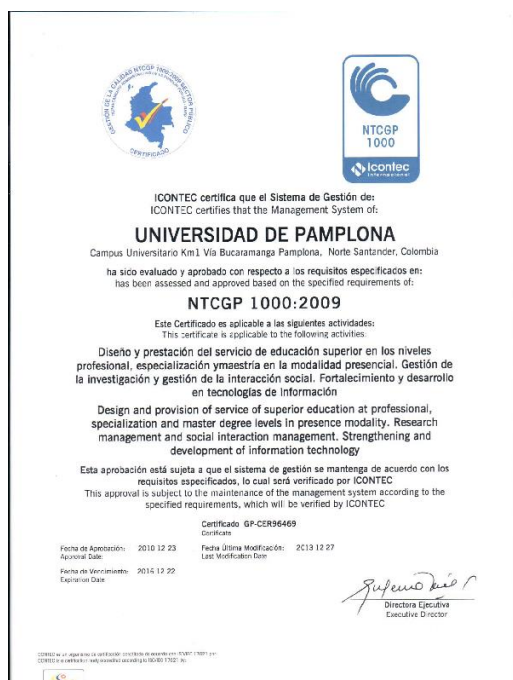 GESTIÓN DE LA CALIDAD NTCGP 1000:2009 SECTOR PÚBLICO
CERTIFICADO
NTCGP
1000
Icontec
internacional
ICONTEC certifica que el Sistema de Gestión de:
ICONTEC certifies that the Management System of:
UNIVERSIDAD DE PAMPLONA
Campus Universitario Km1 Vía Bucaramanga Pamplona, Norte Santander, Colombia
ha sido evaluado y aprobado con respecto a los requisitos especificados en:
has been assessed and approved based on the specified requirements of:
NTCGP 1000:2009
Este Certificado es aplicable a las siguientes actividades:
This certificate is applicable to the following activities:
Diseño y prestación del servicio de educación superior en los niveles
profesional, especialización ymaestría en la modalidad presencial. Gestión de
la investigación y gestión de la interacción social. Fortalecimiento y desarrollo
en tecnologías de Información
Design and provision of service of superior education at professional,
specialization and master degree levels in presence modality. Research
management and social interaction management. Strengthening and
development of information technology
Esta aprobación está sujeta a que el sistema de gestión se mantenga de acuerdo con los
requisitos especificados, lo cual será verificado por ICONTEC
This approval is subject to the maintenance of the management system according to the
specified requirements, which will be verified by ICONTEC
Certificado GP-CER96469
Certificate
Fecha de Aprobación: 2010 12 23 Fecha Última Modificación: 2013 12 27
Approval Date: Last Modification Date
Fecha de Vencimiento: 2016 12 22
Expiration Date
Directora Ejecutiva
Executive Director